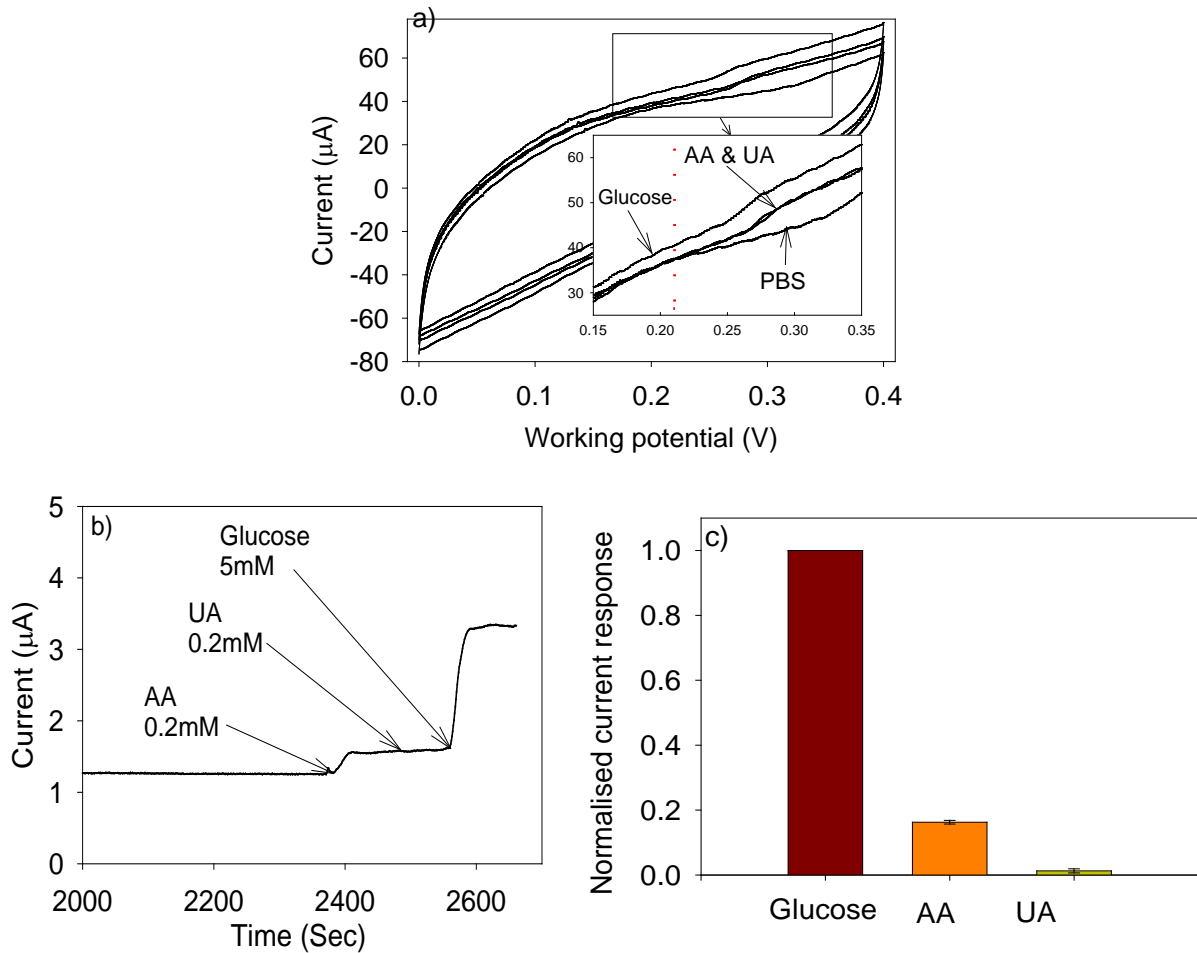 a)
60
40
20
0
-20
-40
-60
-80
Current (μA)
0.0 0.1 0.2 0.3 0.4
Working potential (V)
60
50
40
30
0.15 0.20 0.25 0.30 0.35
AA & UA
Glucose
PBS
b)
5
4
3
2
1
0
Current (μA)
Glucose
5mM
UA
0.2mM
AA
0.2mM
2000 2200 2400 2600
Time (Sec)
c)
1.0
0.8
0.6
0.4
0.2
0.0
Normalised current response
Glucose AA UA